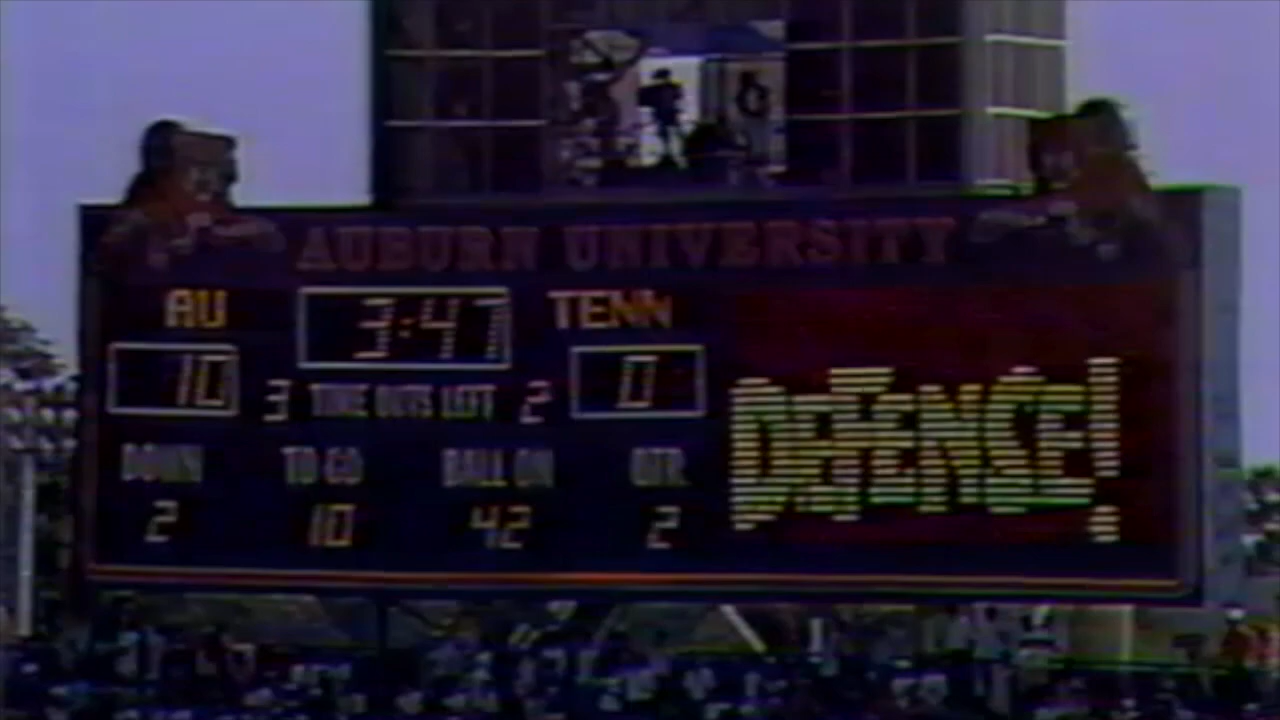 AUBURN UNIVERSITY
AU 3:47 TENN
10 0
3 TIME OUTS LEFT 2
DOWN TO GO BALL ON QTR
2 10 42 2
DEFENCE!